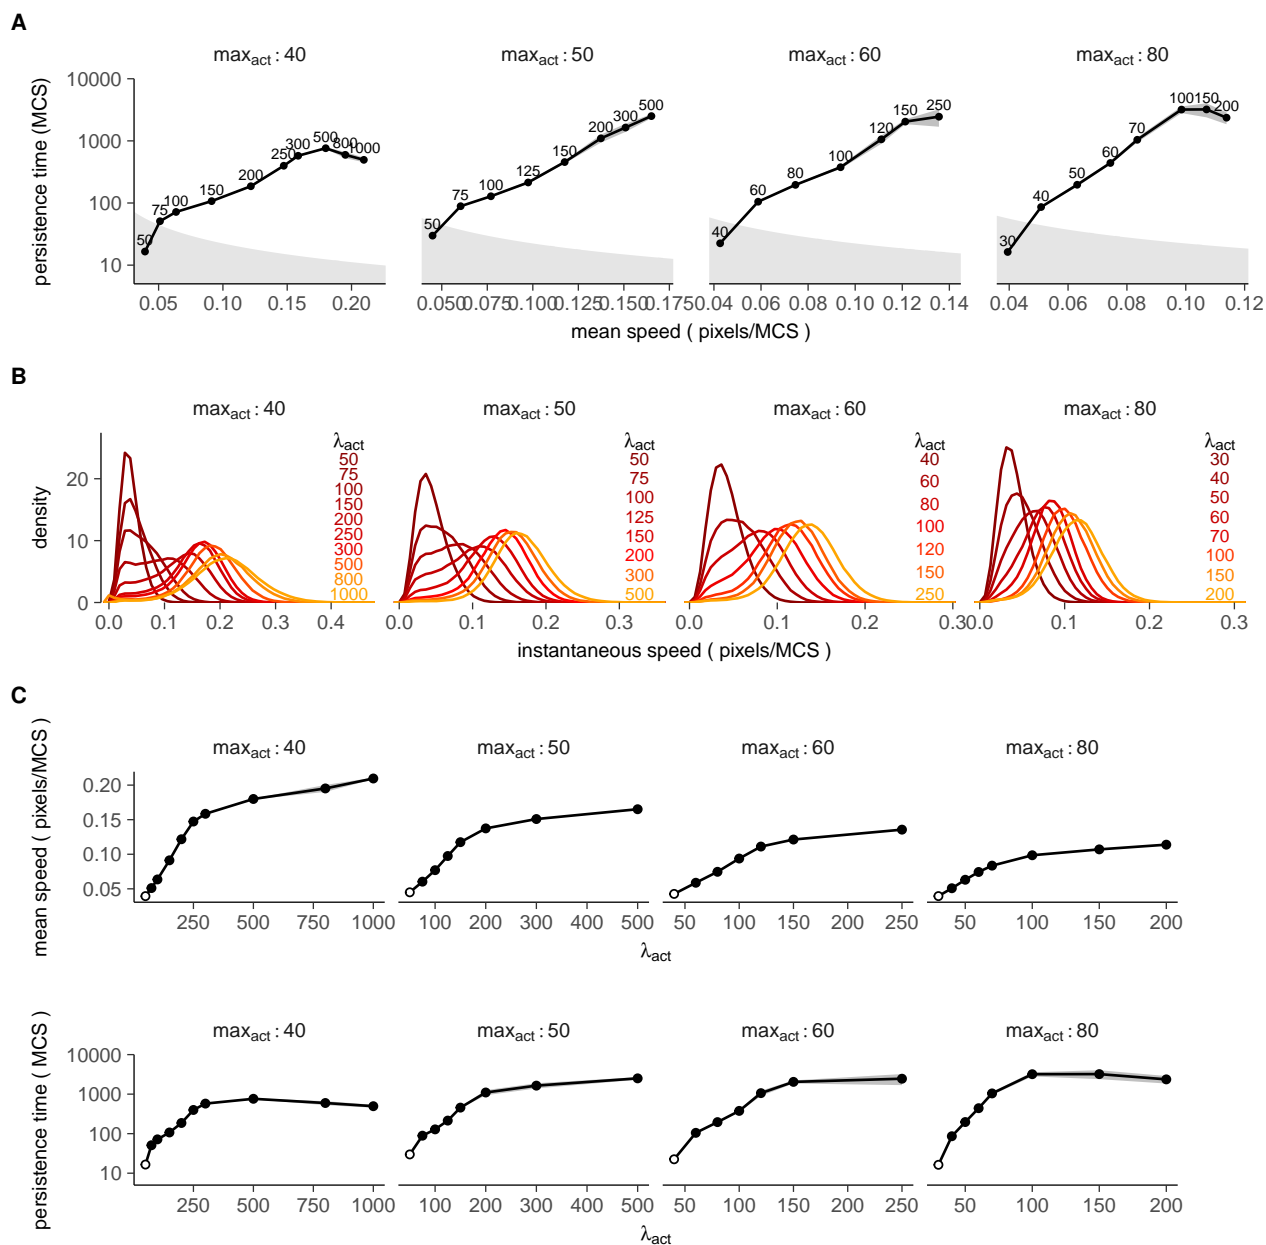 A
max_act : 40 max_act : 50 max_act : 60 max_act : 80
persistence time (MCS)
10000
1000
100
10
50 75 100 150 200 250 300 500 800 1000
50 75 100 125 150 200 300 500
40 60 80 100 120 150 250
30 40 50 60 70 100 150 200
0.05 0.10 0.15 0.20
0.050 0.075 0.100 0.125 0.150 0.175
0.04 0.06 0.08 0.10 0.12 0.14
0.04 0.06 0.08 0.10 0.12
mean speed ( pixels/MCS )
B
max_act : 40 max_act : 50 max_act : 60 max_act : 80
density
20
10
0
λ_act
50
75
100
150
200
250
300
500
800
1000
λ_act
50
75
100
125
150
200
300
500
λ_act
40
60
80
100
120
150
250
λ_act
30
40
50
60
70
100
150
200
0.0 0.1 0.2 0.3 0.4
0.0 0.1 0.2 0.3
0.0 0.1 0.2 0.3
0.0 0.1 0.2 0.3
instantaneous speed ( pixels/MCS )
C
max_act : 40 max_act : 50 max_act : 60 max_act : 80
mean speed ( pixels/MCS )
0.20
0.15
0.10
0.05
250 500 750 1000
100 200 300 400 500
50 100 150 200 250
50 100 150 200
λ_act
max_act : 40 max_act : 50 max_act : 60 max_act : 80
persistence time ( MCS )
10000
1000
100
10
250 500 750 1000
100 200 300 400 500
50 100 150 200 250
50 100 150 200
λ_act